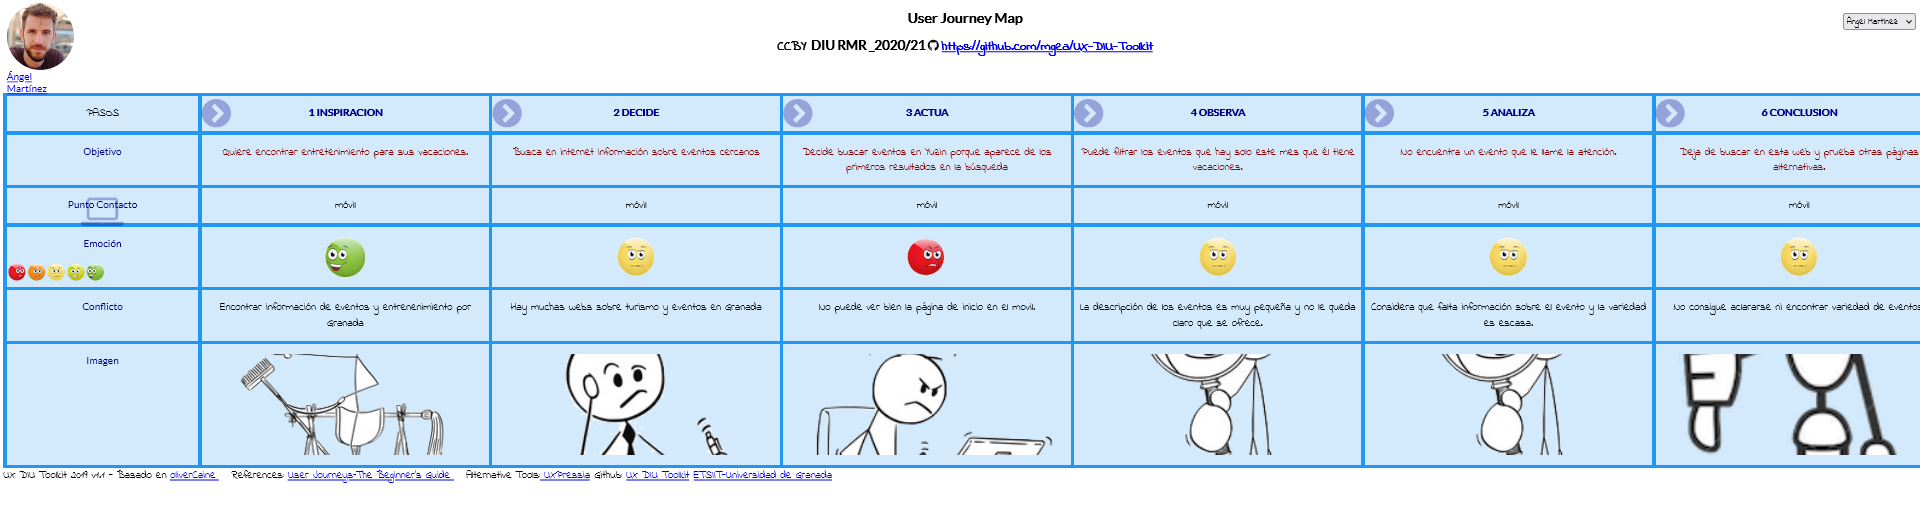 User Journey Map
Ángel Martínez
CCBY DIU RMR _2020/21 https://github.com/mgea/UX-DIU-Toolkit
Ángel
Martínez
PASOS
1 INSPIRACION
2 DECIDE
3 ACTUA
4 OBSERVA
5 ANALIZA
6 CONCLUSION
Objetivo
Quiere encontrar entretenimiento para sus vacaciones.
Busca en internet información sobre eventos cercanos
Decide buscar eventos en Yuzin porque aparece de los
primeros resultados en la búsqueda
Puede filtrar los eventos que hay solo este mes que él tiene
vacaciones.
No encuentra un evento que le llame la atención.
Deja de buscar en esta web y prueba otras páginas
alternativas.
Punto Contacto
móvil
móvil
móvil
móvil
móvil
móvil
Emoción
Conflicto
Encontrar información de eventos y entrenenimiento por
Granada
Hay muchas webs sobre turismo y eventos en Granada
No puede ver bien la página de inicio en el movil.
La descripción de los eventos es muy pequeña y no le queda
claro que se ofrece.
Considera que falta información sobre el evento y la variedad
es escasa.
No consigue aclararse ni encontrar variedad de eventos
Imagen
UX DIU Toolkit 2019 v1.1 - Basado en oliverCaine References: User Journeys-The Beginner's Guide Alternative Tools: UXPressia Github: UX DIU Toolkit ETSIIT-Universidad de Granada